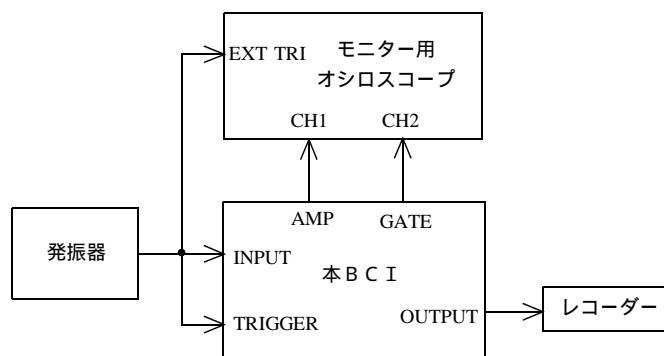 EXT TRI
モニター用
オシロスコープ
CH1
CH2
AMP
GATE
発振器
INPUT
本ＢＣＩ
TRIGGER
OUTPUT
レコーダー